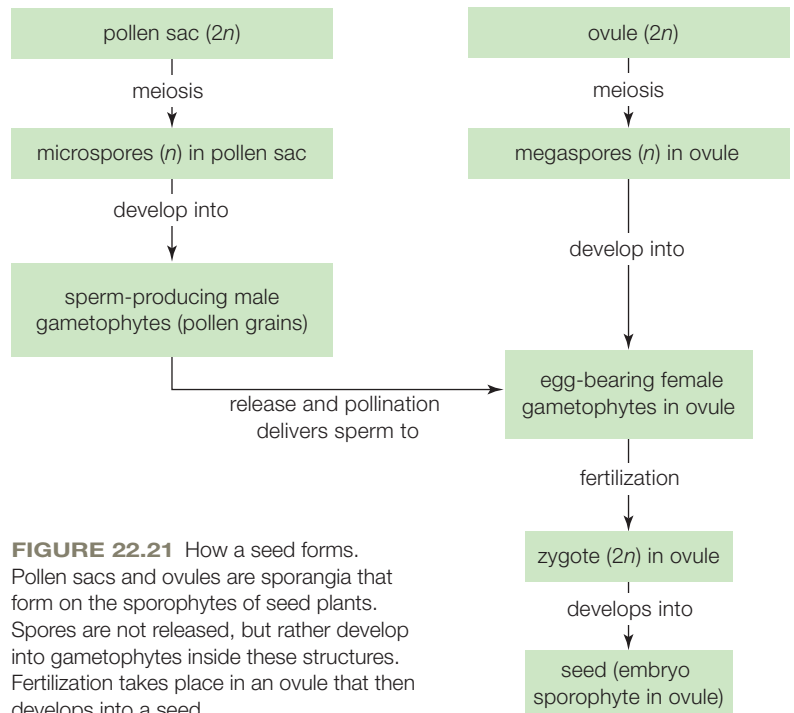 pollen sac (2n)
ovule (2n)
meiosis
meiosis
microspores (n) in pollen sac
megaspores (n) in ovule
develop into
develop into
sperm-producing male
gametophytes (pollen grains)
release and pollination
delivers sperm to
egg-bearing female
gametophytes in ovule
fertilization
zygote (2n) in ovule
develops into
seed (embryo
sporophyte in ovule)
FIGURE 22.21 How a seed forms.
Pollen sacs and ovules are sporangia that
form on the sporophytes of seed plants.
Spores are not released, but rather develop
into gametophytes inside these structures.
Fertilization takes place in an ovule that then
develops into a seed